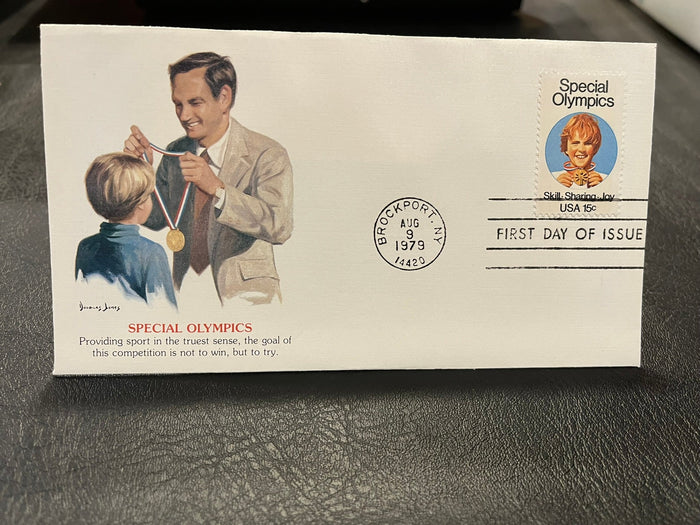 Special
Olympics
Skill·Sharing·Joy
USA 15c
BROCKPORT, NY
AUG
9
1979
14420
FIRST DAY OF ISSUE
SPECIAL OLYMPICS
Providing sport in the truest sense, the goal of
this competition is not to win, but to try.